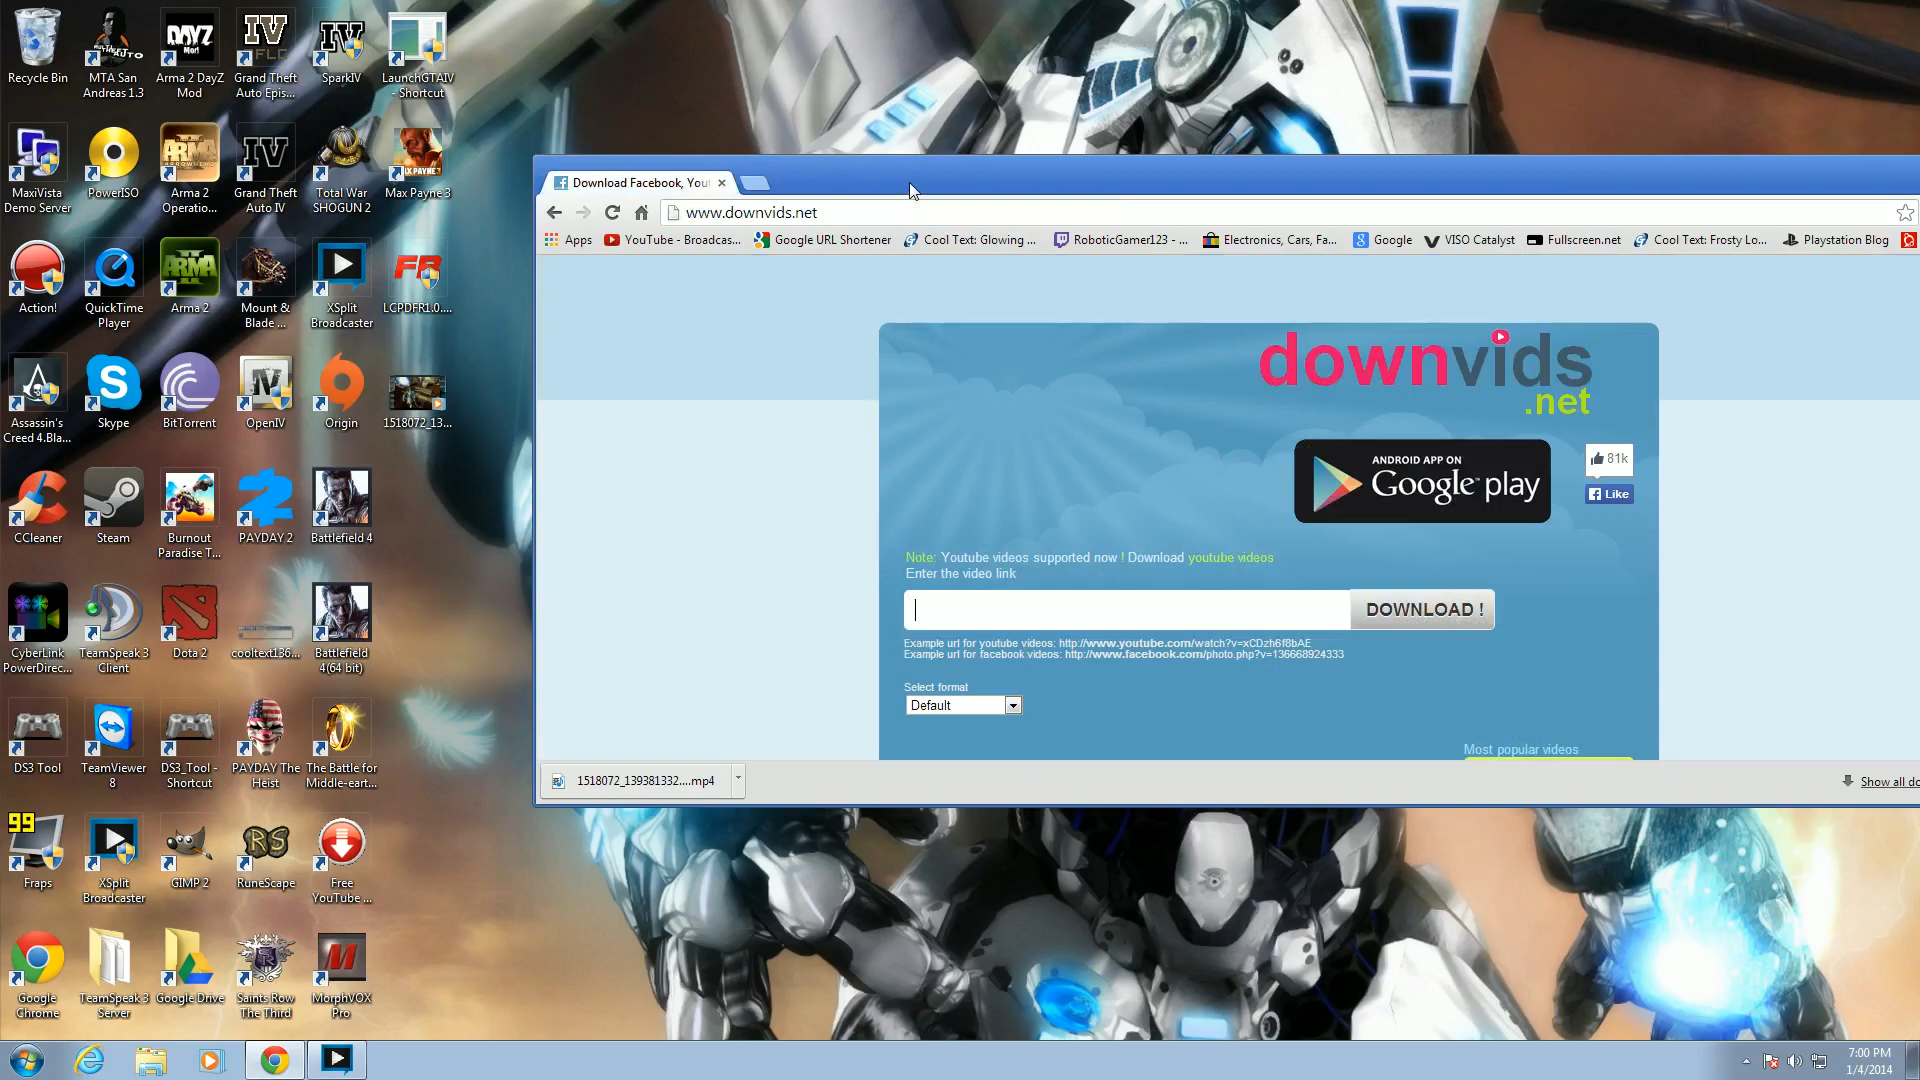 Recycle Bin
MTA San
Andreas 1.3
Arma 2 DayZ
Mod
Grand Theft
Auto Epis...
SparkIV
LaunchGTAIV
- Shortcut
MaxiVista
Demo Server
PowerISO
Arma 2
Operatio...
Grand Theft
Auto IV
Total War
SHOGUN 2
Max Payne 3
Action!
QuickTime
Player
Arma 2
Mount &
Blade ...
XSplit
Broadcaster
LCPDFR1.0....
Assassin's
Creed 4.Bla...
Skype
BitTorrent
OpenIV
Origin
1518072_13...
CCleaner
Steam
Burnout
Paradise T...
PAYDAY 2
Battlefield 4
CyberLink
PowerDirec...
TeamSpeak 3
Client
Dota 2
cooltext136...
Battlefield
4(64 bit)
DS3 Tool
TeamViewer
8
DS3_Tool -
Shortcut
PAYDAY The
Heist
The Battle for
Middle-eart...
99
Fraps
XSplit
Broadcaster
GIMP 2
RuneScape
Free
YouTube ...
Google
Chrome
TeamSpeak 3
Server
Google Drive
Saints Row
The Third
MorphVOX
Pro
Download Facebook, You
www.downvids.net
Apps
YouTube - Broadcas...
Google URL Shortener
Cool Text: Glowing ...
RoboticGamer123 - ...
Electronics, Cars, Fa...
Google
VISO Catalyst
Fullscreen.net
Cool Text: Frosty Lo...
Playstation Blog
downvids
.net
ANDROID APP ON
Google play
81k
Like
Note: Youtube videos supported now ! Download youtube videos
Enter the video link
DOWNLOAD !
Example url for youtube videos: http://www.youtube.com/watch?v=xCDzh6f8bAE
Example url for facebook videos: http://www.facebook.com/photo.php?v=136668924333
Select format
Default
Most popular videos
1518072_139381332....mp4
Show all do
7:00 PM
1/4/2014